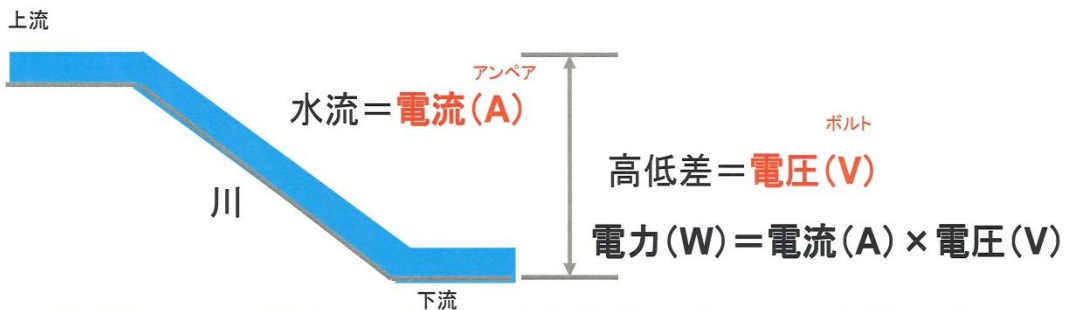 上流
アンペア
水流＝電流（A）
ボルト
高低差＝電圧（V）
川
電力（W）＝電流（A）×電圧（V）
下流